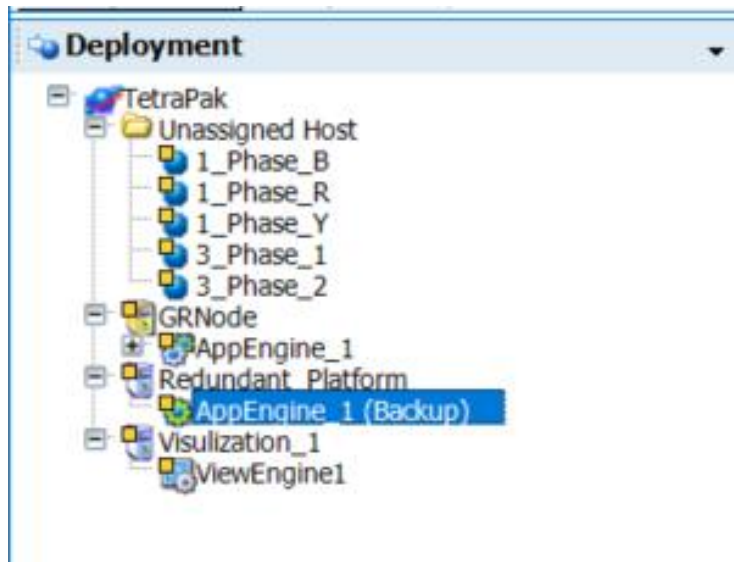 Deployment
TetraPak
Unassigned Host
1_Phase_B
1_Phase_R
1_Phase_Y
3_Phase_1
3_Phase_2
GRNode
AppEngine_1
Redundant_Platform
AppEngine_1 (Backup)
Visulization_1
ViewEngine1